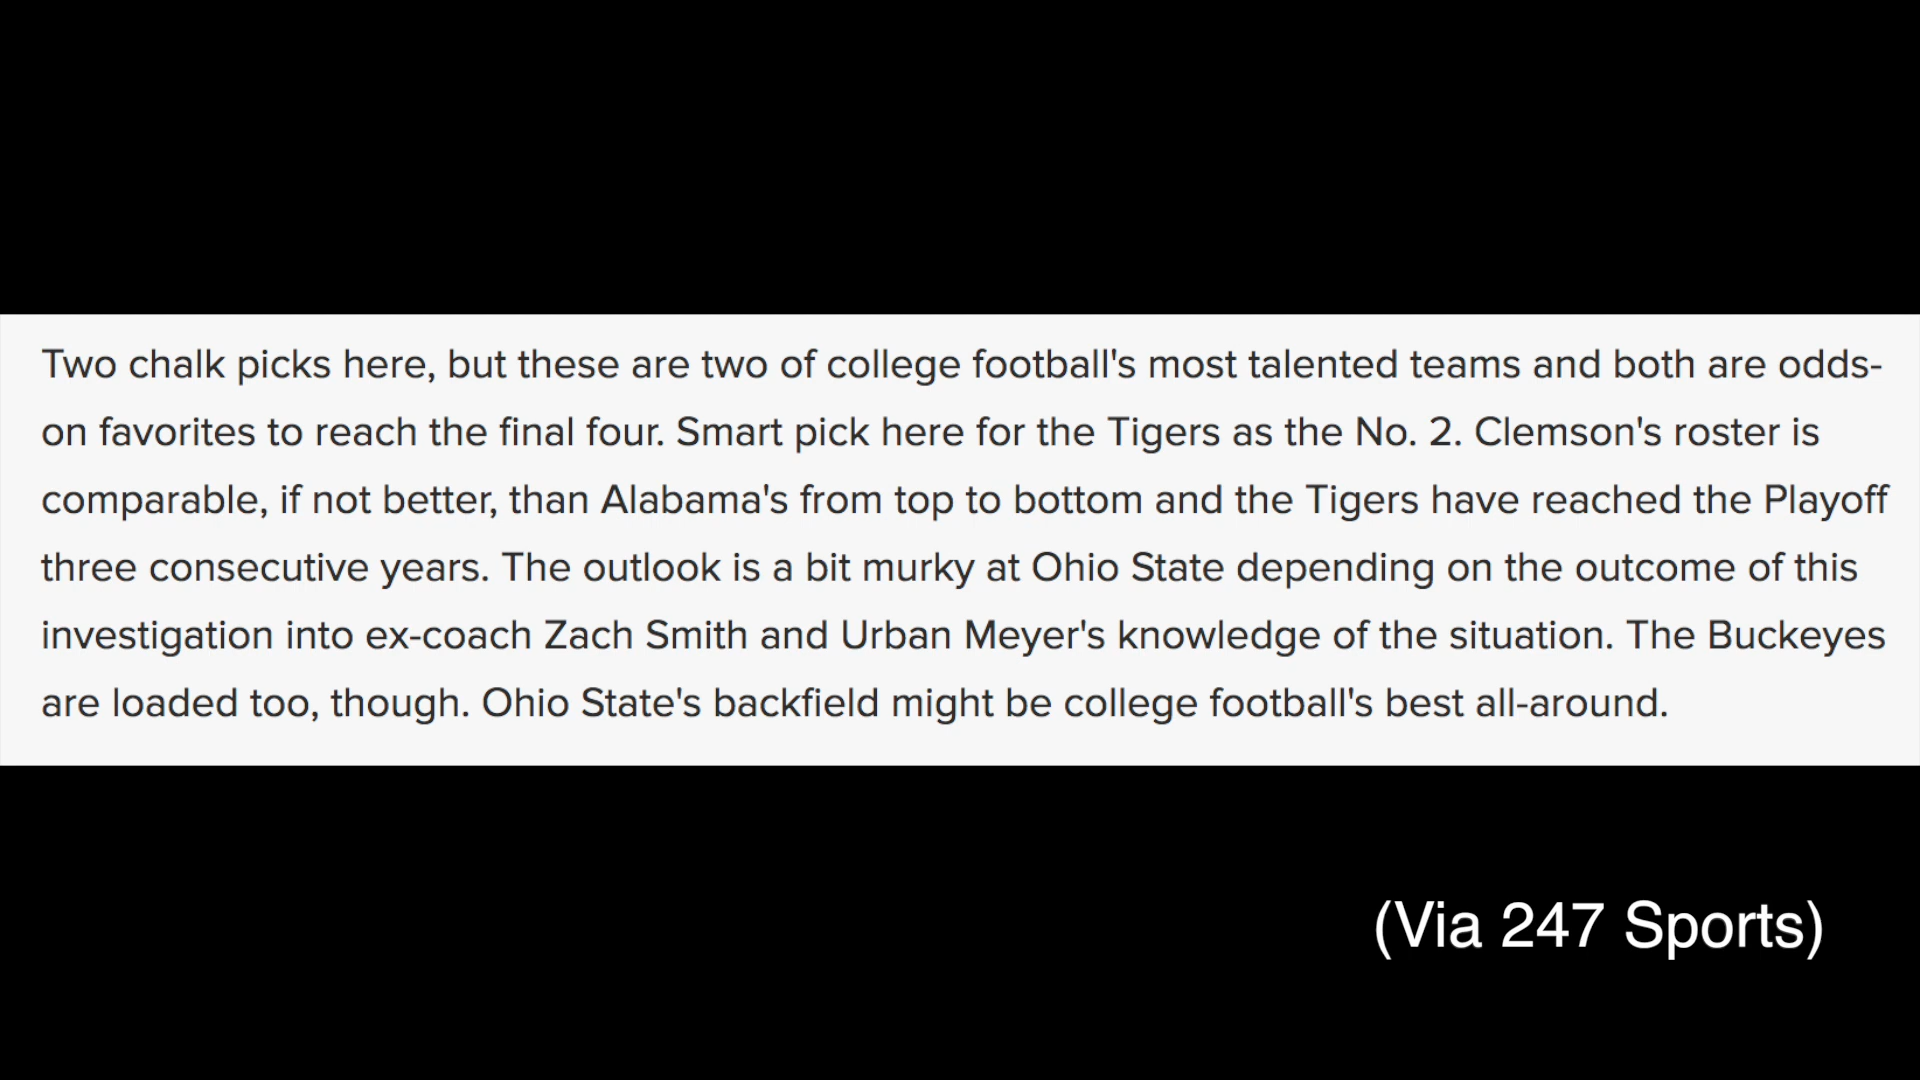 Two chalk picks here, but these are two of college football's most talented teams and both are odds-
on favorites to reach the final four. Smart pick here for the Tigers as the No. 2. Clemson's roster is
comparable, if not better, than Alabama's from top to bottom and the Tigers have reached the Playoff
three consecutive years. The outlook is a bit murky at Ohio State depending on the outcome of this
investigation into ex-coach Zach Smith and Urban Meyer's knowledge of the situation. The Buckeyes
are loaded too, though. Ohio State's backfield might be college football's best all-around.
(Via 247 Sports)